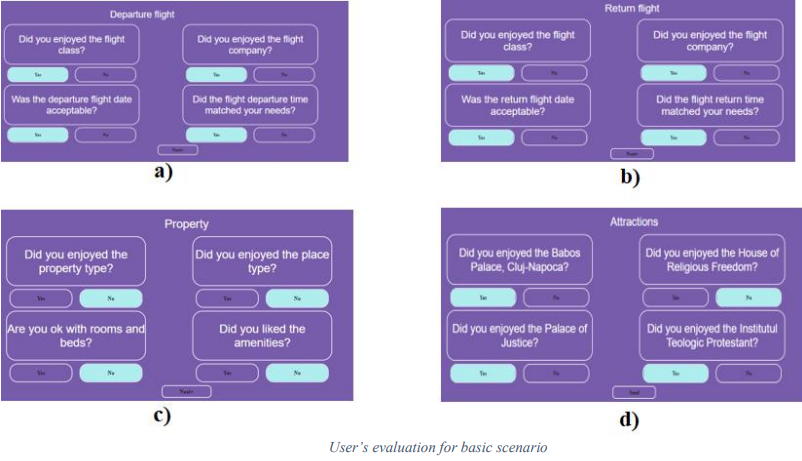 Departure flight
Did you enjoyed the flight
class?
Did you enjoyed the flight
company?
Yes
No
Yes
No
Was the departure flight date
acceptable?
Did the flight departure time
matched your needs?
Yes
No
Yes
No
Next>
a)
Return flight
Did you enjoyed the flight
class?
Did you enjoyed the flight
company?
Yes
No
Yes
No
Was the return flight date
acceptable?
Did the flight return time
matched your needs?
Yes
No
Yes
No
Next>
b)
Property
Did you enjoyed the
property type?
Did you enjoyed the place
type?
Yes
No
Yes
No
Are you ok with rooms and
beds?
Did you liked the
amenities?
Yes
No
Yes
No
Next>
c)
Attractions
Did you enjoyed the Babos
Palace, Cluj-Napoca?
Did you enjoyed the House of
Religious Freedom?
Yes
No
Yes
No
Did you enjoyed the Palace of
Justice?
Did you enjoyed the Institutul
Teologic Protestant?
Yes
No
Yes
No
Send
d)
User's evaluation for basic scenario